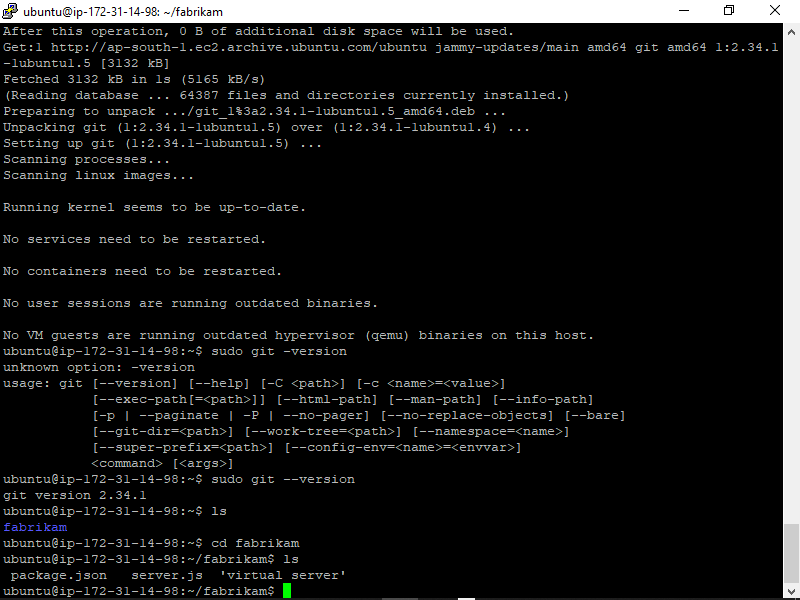 ubuntu@ip-172-31-14-98: ~/fabrikam
After this operation, 0 B of additional disk space will be used.
Get:1 http://ap-south-1.ec2.archive.ubuntu.com/ubuntu jammy-updates/main amd64 git amd64 1:2.34.1
-1ubuntu1.5 [3132 kB]
Fetched 3132 kB in 1s (5165 kB/s)
(Reading database ... 64387 files and directories currently installed.)
Preparing to unpack .../git_1%3a2.34.1-1ubuntu1.5_amd64.deb ...
Unpacking git (1:2.34.1-1ubuntu1.5) over (1:2.34.1-1ubuntu1.4) ...
Setting up git (1:2.34.1-1ubuntu1.5) ...
Scanning processes...
Scanning linux images...
Running kernel seems to be up-to-date.
No services need to be restarted.
No containers need to be restarted.
No user sessions are running outdated binaries.
No VM guests are running outdated hypervisor (qemu) binaries on this host.
ubuntu@ip-172-31-14-98:~$ sudo git -version
unknown option: -version
usage: git [--version] [--help] [-C <path>] [-c <name>=<value>]
           [--exec-path[=<path>]] [--html-path] [--man-path] [--info-path]
           [-p | --paginate | -P | --no-pager] [--no-replace-objects] [--bare]
           [--git-dir=<path>] [--work-tree=<path>] [--namespace=<name>]
           [--super-prefix=<path>] [--config-env=<name>=<envvar>]
           <command> [<args>]
ubuntu@ip-172-31-14-98:~$ sudo git --version
git version 2.34.1
ubuntu@ip-172-31-14-98:~$ ls
fabrikam
ubuntu@ip-172-31-14-98:~$ cd fabrikam
ubuntu@ip-172-31-14-98:~/fabrikam$ ls
 package.json   server.js  'virtual server'
ubuntu@ip-172-31-14-98:~/fabrikam$